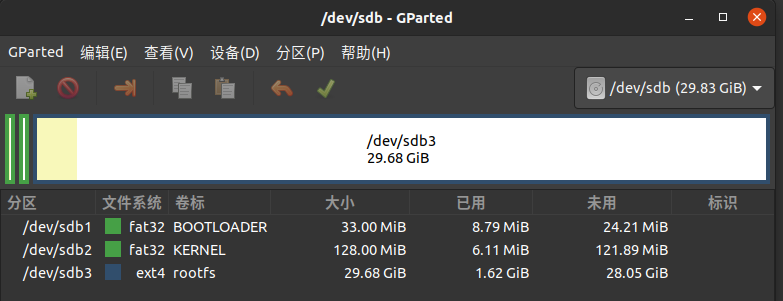 /dev/sdb - GParted
GParted 编辑(E) 查看(V) 设备(D) 分区(P) 帮助(H)
/dev/sdb (29.83 GiB)
/dev/sdb3
29.68 GiB
分区 文件系统 卷标 大小 已用 未用 标识
/dev/sdb1 fat32 BOOTLOADER 33.00 MiB 8.79 MiB 24.21 MiB
/dev/sdb2 fat32 KERNEL 128.00 MiB 6.11 MiB 121.89 MiB
/dev/sdb3 ext4 rootfs 29.68 GiB 1.62 GiB 28.05 GiB